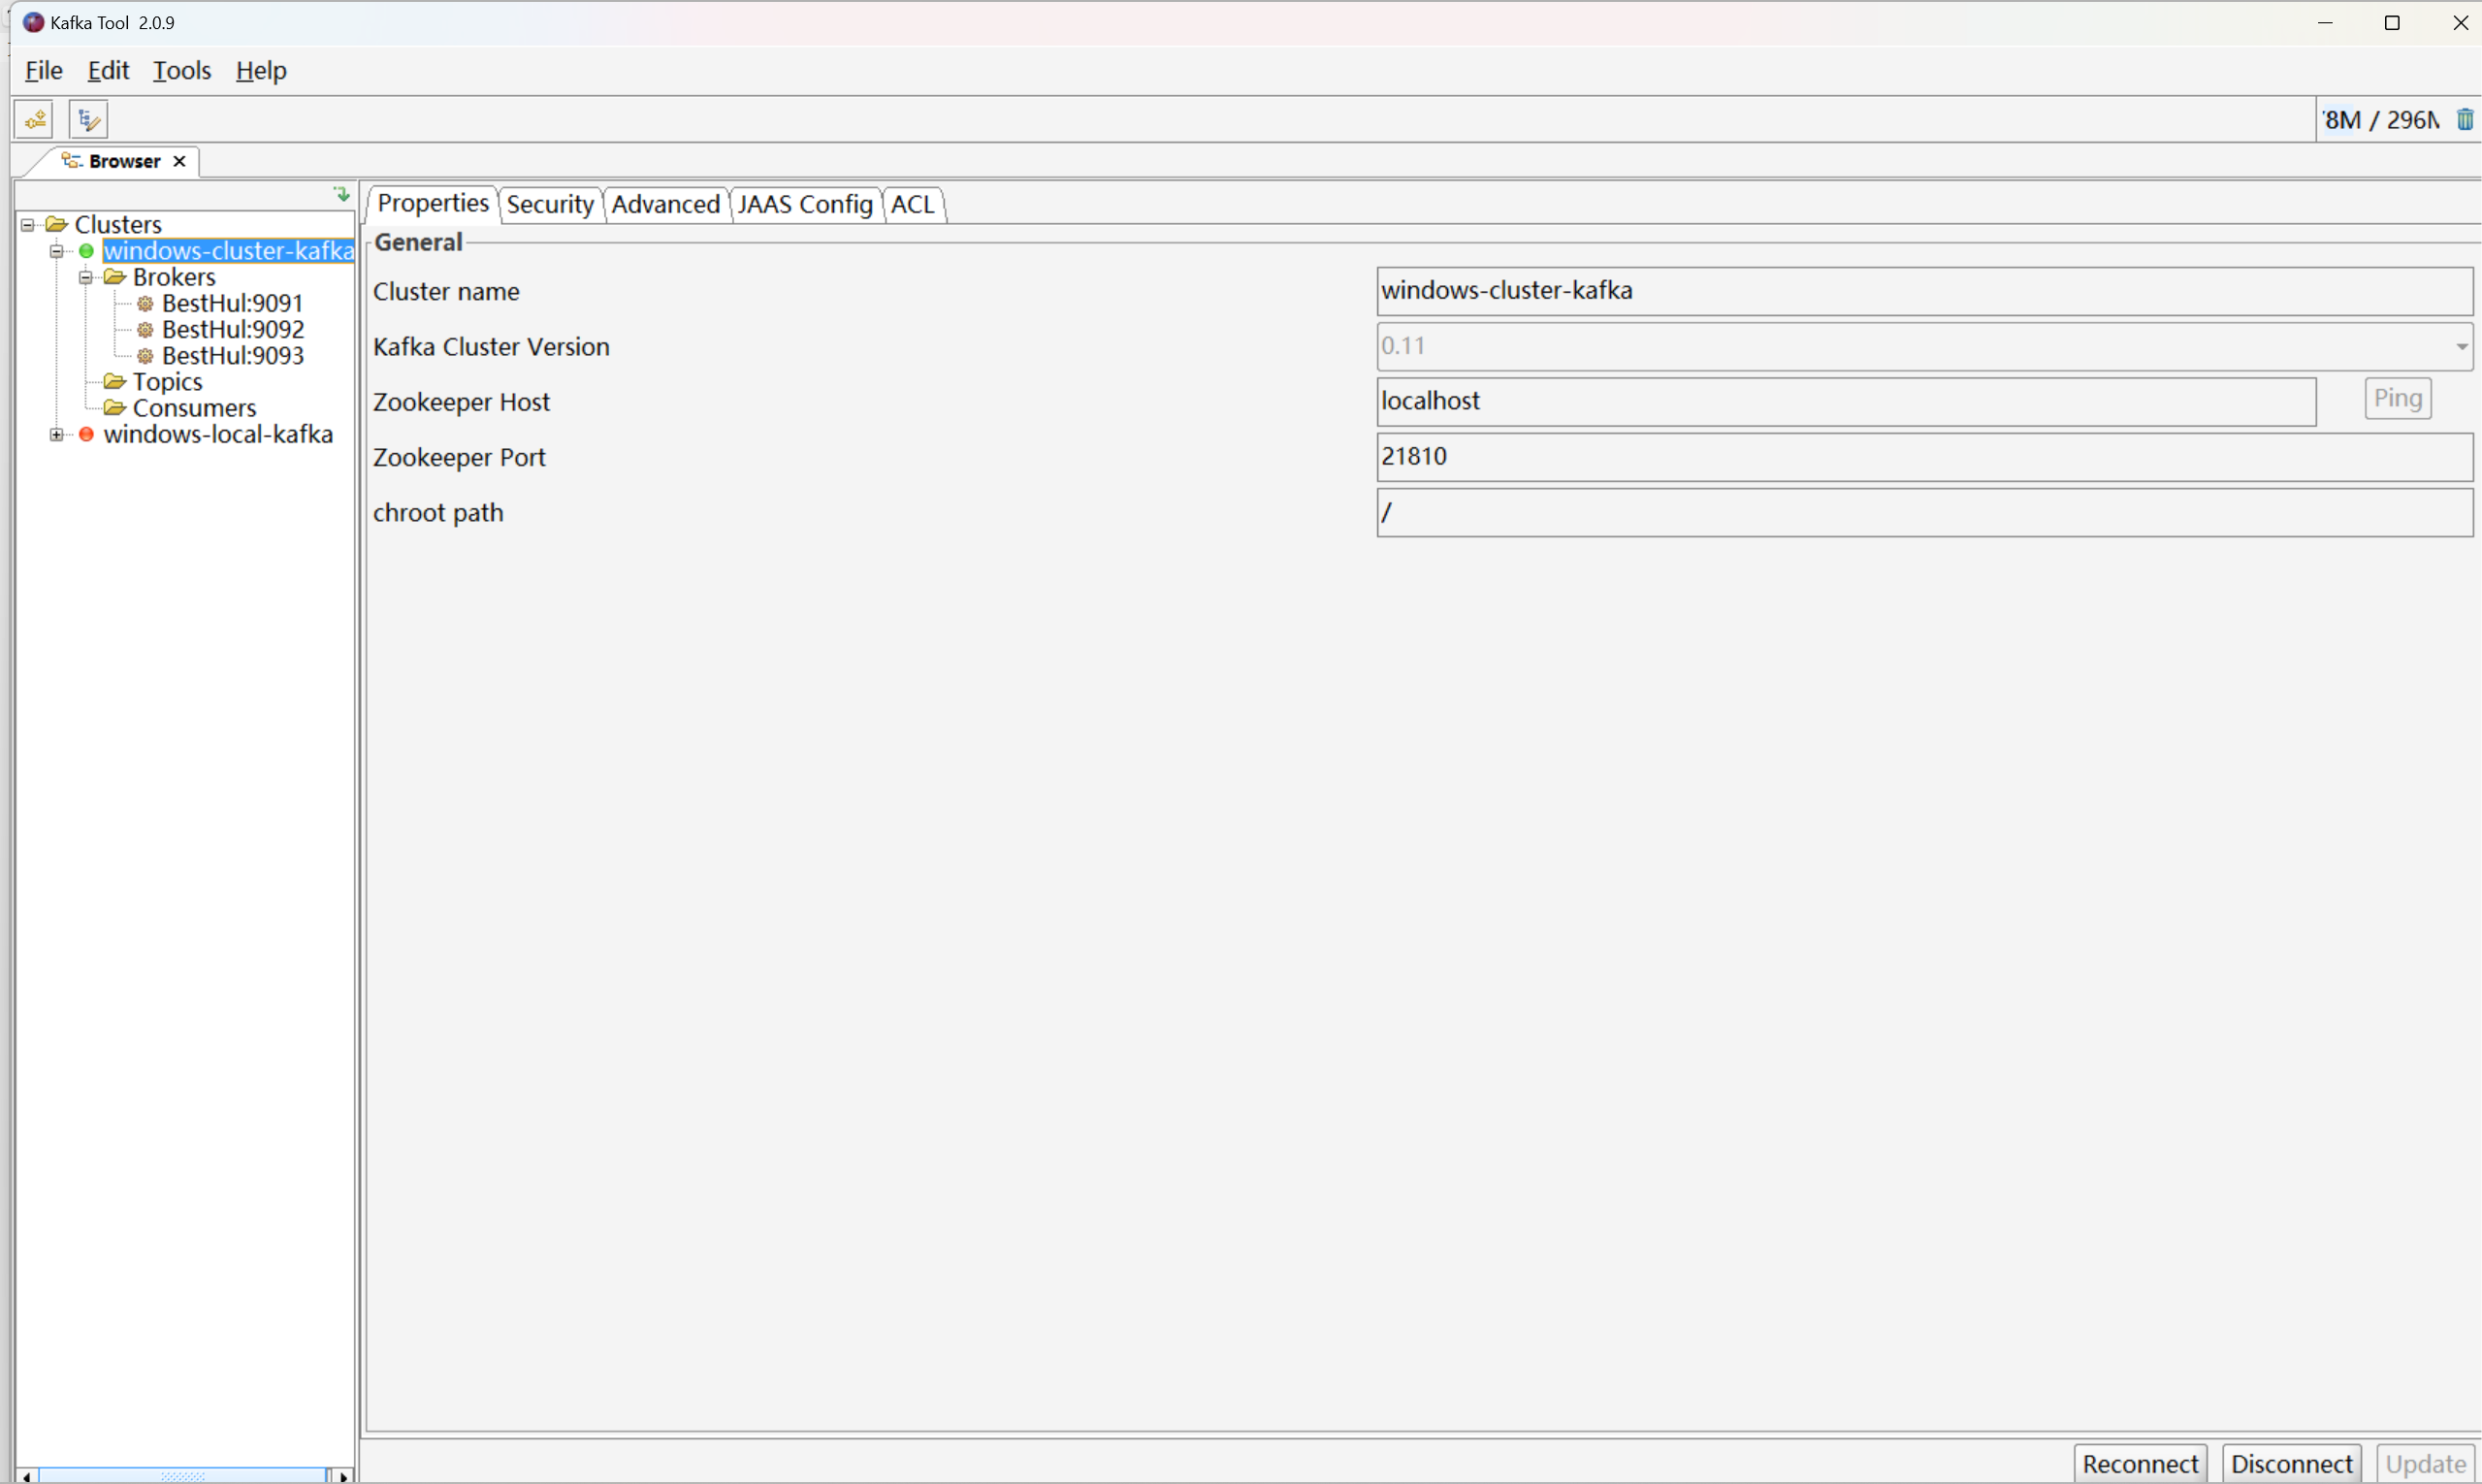 Kafka Tool 2.0.9
File Edit Tools Help
8M / 296M
Browser
Properties Security Advanced JAAS Config ACL
Clusters
windows-cluster-kafka
Brokers
BestHul:9091
BestHul:9092
BestHul:9093
Topics
Consumers
windows-local-kafka
General
Cluster name windows-cluster-kafka
Kafka Cluster Version 0.11
Zookeeper Host localhost Ping
Zookeeper Port 21810
chroot path /
Reconnect Disconnect Update